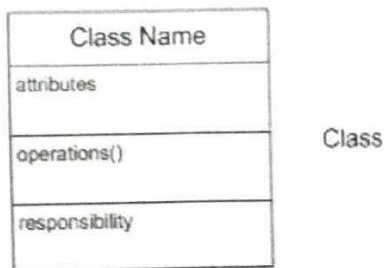 Class Name
attributes
operations()
Class
responsibility